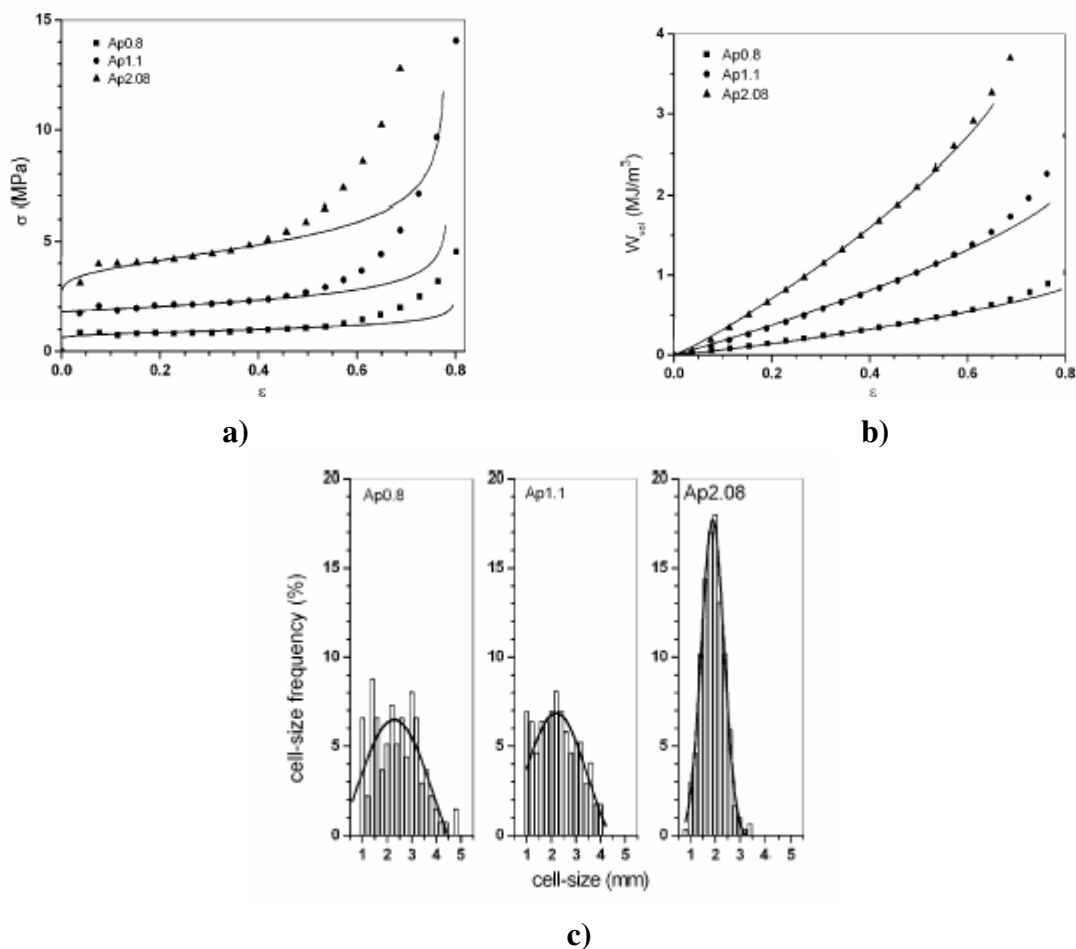 15
Ap0.8
Ap1.1
Ap2.08
10
σ (MPa)
5
0
0.0 0.2 0.4 0.6 0.8
ε
a)
4
Ap0.8
Ap1.1
Ap2.08
3
2
W (MJ/m³)
1
0
0.0 0.2 0.4 0.6 0.8
ε
b)
20 20 20
Ap0.8 Ap1.1 Ap2.08
15 15 15
10 10 10
cell-size frequency (%)
5 5 5
0 0 0
1 2 3 4 5 1 2 3 4 5 1 2 3 4 5
cell-size (mm)
c)